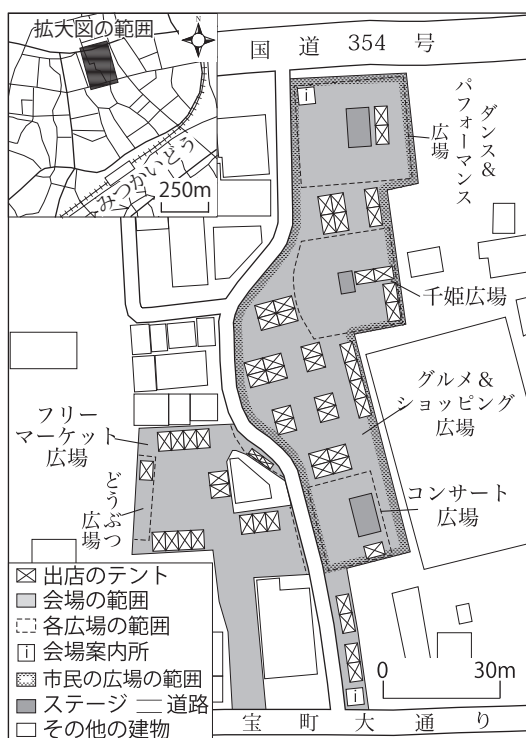 拡大図の範囲
N
みつかいどう
250m
国道354号
i
ダンス&
パフォーマンス
広場
千姫広場
グルメ&
ショッピング
広場
フリー
マーケット
広場
どうぶつ
広場
コンサート
広場
出店のテント
会場の範囲
各広場の範囲
i 会場案内所
市民の広場の範囲
ステージ 道路
その他の建物
0 30m
i
宝町大通り